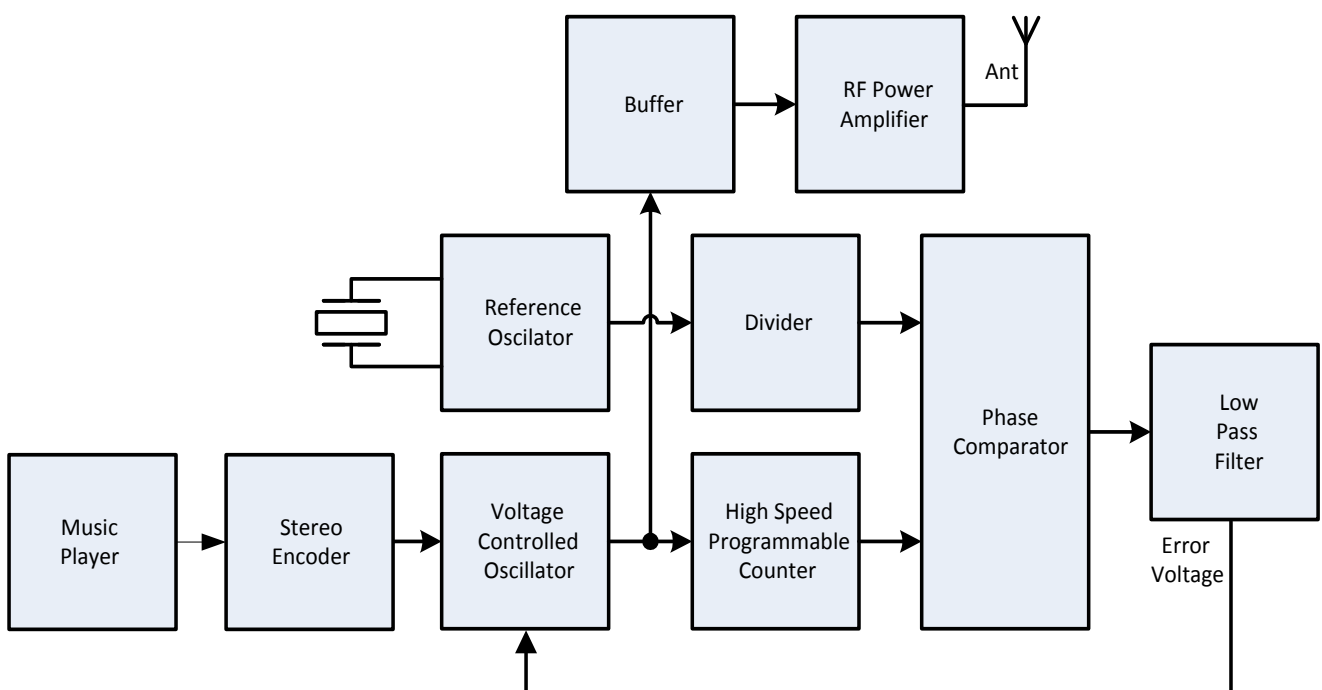 Buffer
RF Power
Amplifier
Ant
Reference
Oscilator
Divider
Phase
Comparator
Low
Pass
Filter
Music
Player
Stereo
Encoder
Voltage
Controlled
Oscillator
High Speed
Programmable
Counter
Error
Voltage